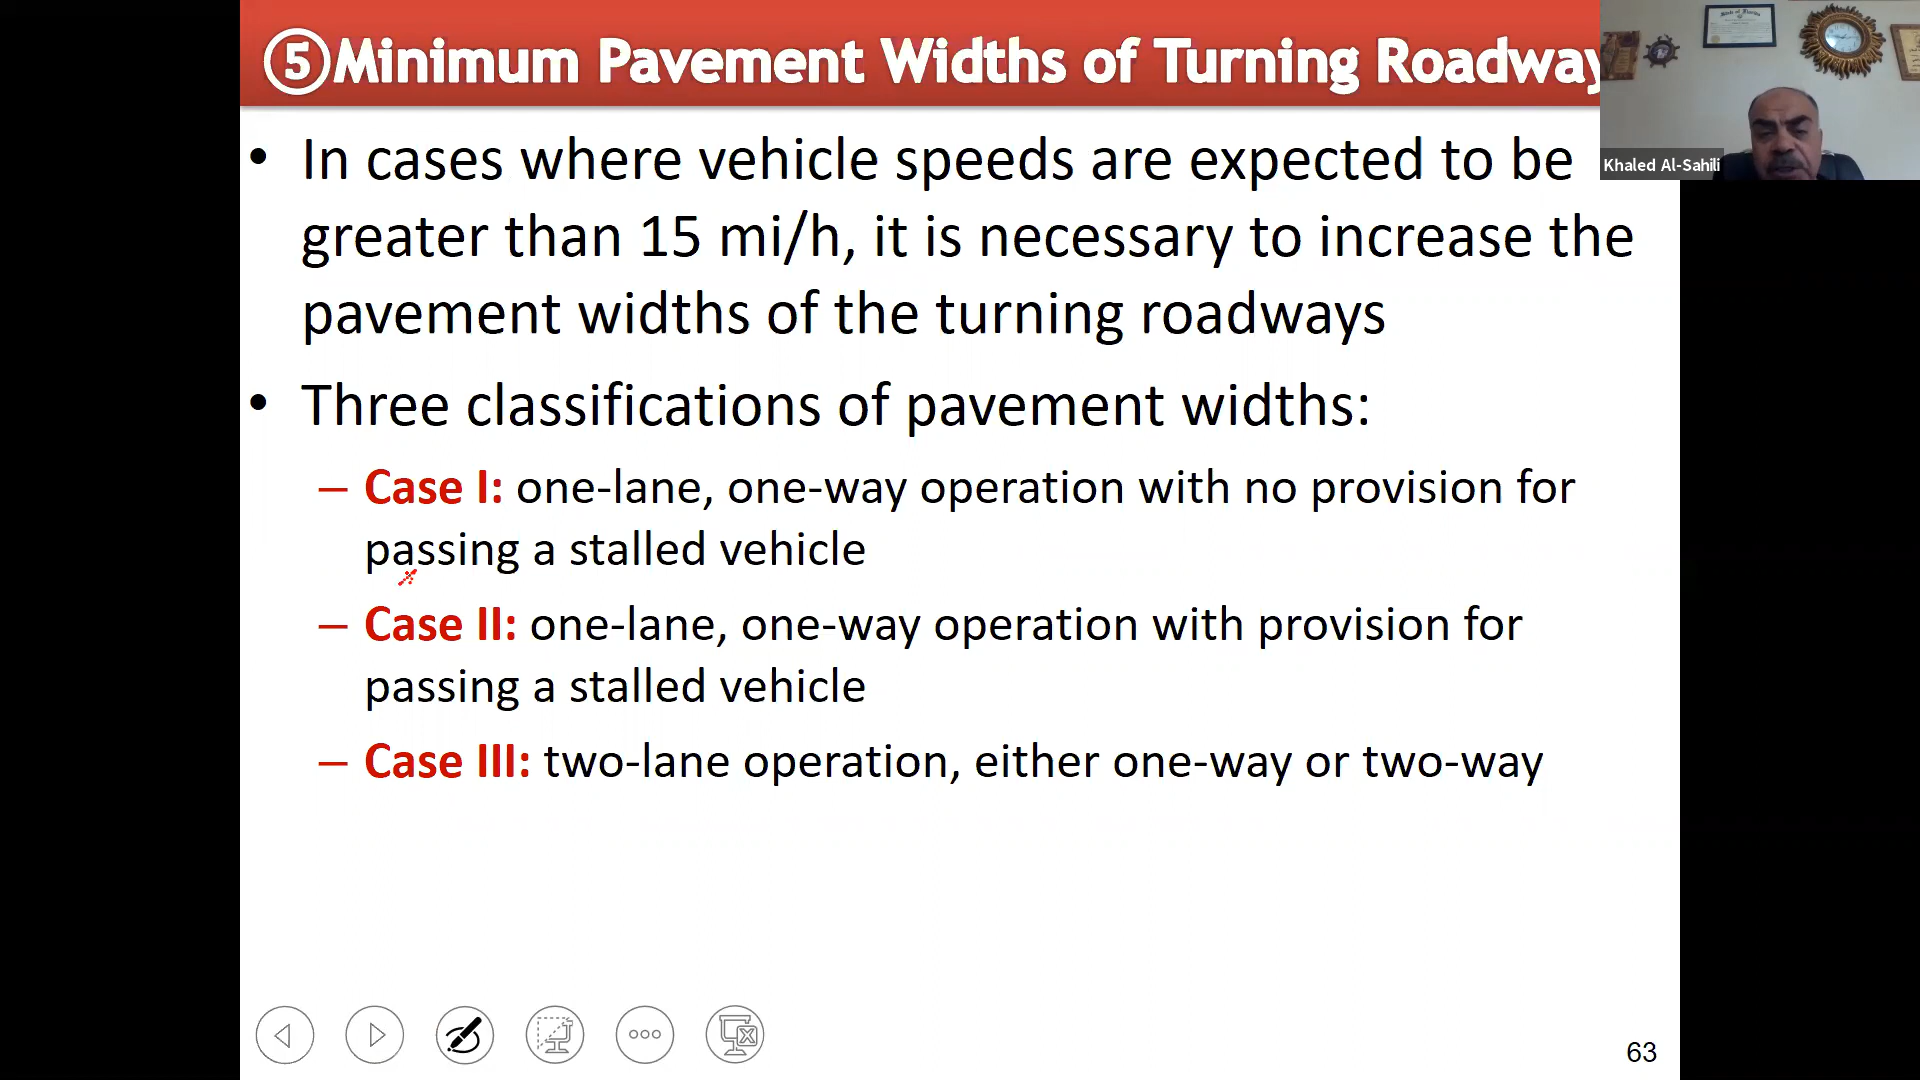 ⑤Minimum Pavement Widths of Turning Roadway
• In cases where vehicle speeds are expected to be
greater than 15 mi/h, it is necessary to increase the
pavement widths of the turning roadways
• Three classifications of pavement widths:
– Case I: one-lane, one-way operation with no provision for
passing a stalled vehicle
– Case II: one-lane, one-way operation with provision for
passing a stalled vehicle
– Case III: two-lane operation, either one-way or two-way
63
Khaled Al-Sahili
State of Florida